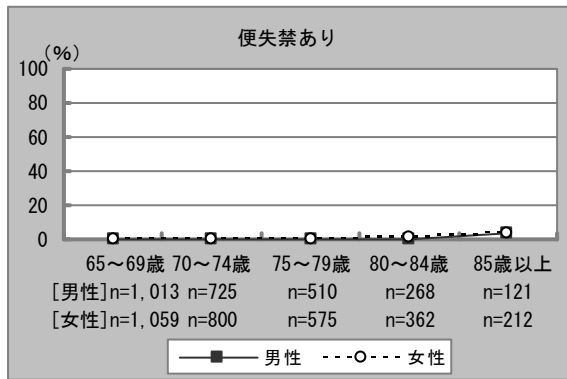 便失禁あり
(%)
100
80
60
40
20
0
65～69歳 70～74歳 75～79歳 80～84歳 85歳以上
[男性]n=1,013 n=725 n=510 n=268 n=121
[女性]n=1,059 n=800 n=575 n=362 n=212
男性 女性